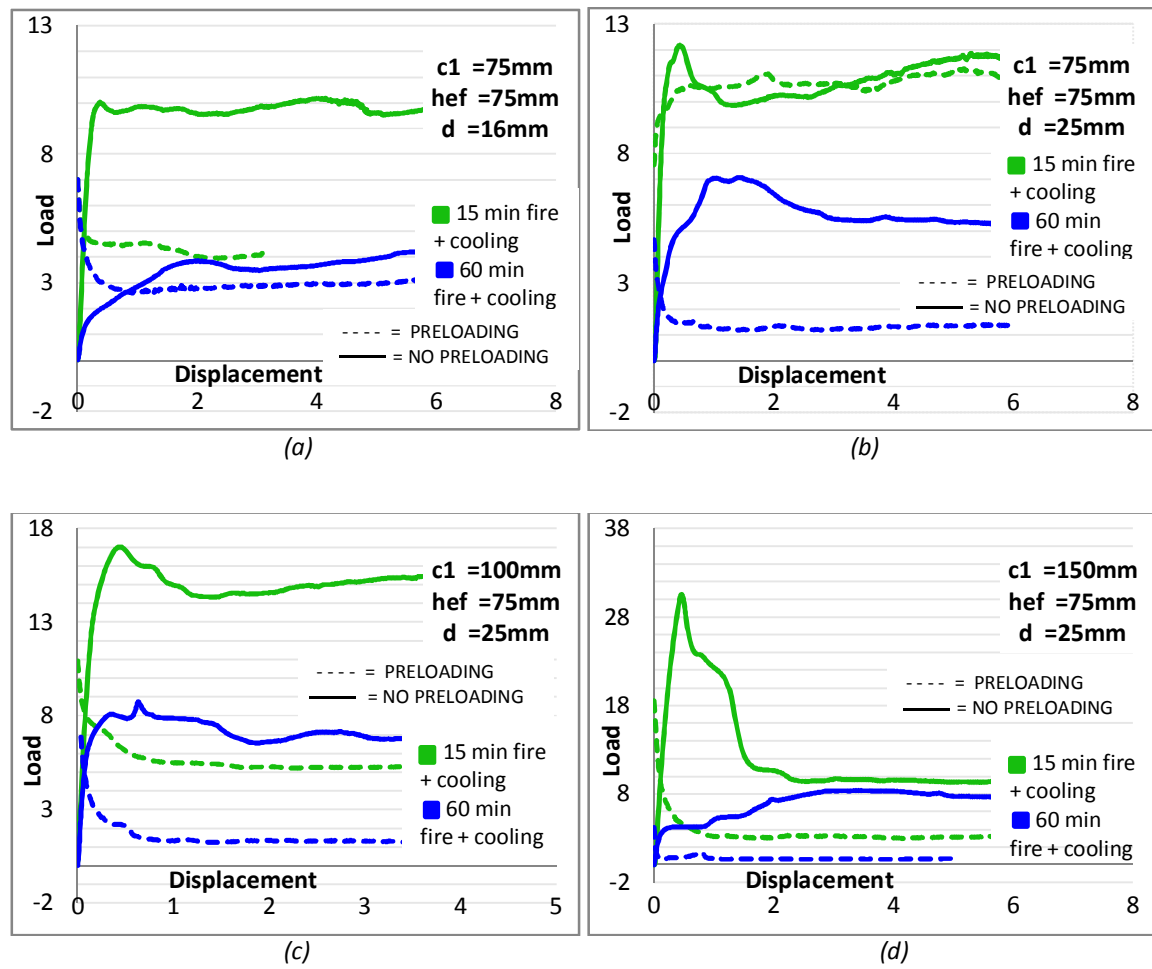 13
8
3
-2
Load
c1 =75mm
hef =75mm
d =16mm
15 min fire
+ cooling
60 min
fire + cooling
= PRELOADING
= NO PRELOADING
Displacement
0 2 4 6 8
(a)
13
8
3
-2
Load
c1 =75mm
hef =75mm
d =25mm
15 min fire
+ cooling
60 min
fire + cooling
= PRELOADING
= NO PRELOADING
Displacement
0 2 4 6 8
(b)
18
13
8
3
-2
Load
c1 =100mm
hef =75mm
d =25mm
= PRELOADING
= NO PRELOADING
15 min fire
+ cooling
60 min
fire + cooling
Displacement
0 1 2 3 4 5
(c)
38
28
18
8
-2
Load
c1 =150mm
hef =75mm
d =25mm
= PRELOADING
= NO PRELOADING
15 min fire
+ cooling
60 min
fire + cooling
Displacement
0 2 4 6 8
(d)